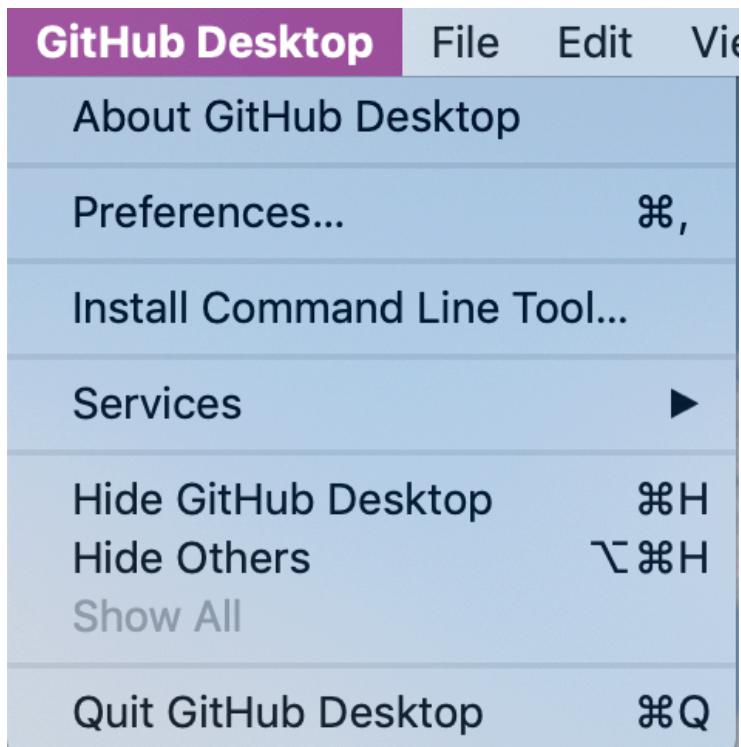 GitHub Desktop File Edit
About GitHub Desktop
Preferences... ⌘,
Install Command Line Tool...
Services ▶
Hide GitHub Desktop ⌘H
Hide Others ⌥⌘H
Show All
Quit GitHub Desktop ⌘Q